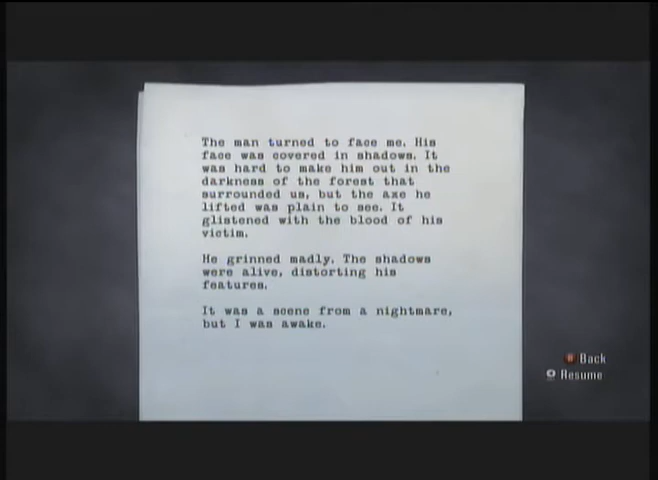 The man turned to face me. His
face was covered in shadows. It
was hard to make him out in the
darkness of the forest that
surrounded us, but the axe he
lifted was plain to see. It
glistened with the blood of his
victim.
He grinned madly. The shadows
were alive, distorting his
features.
It was a scene from a nightmare,
but I was awake.
Back
Resume